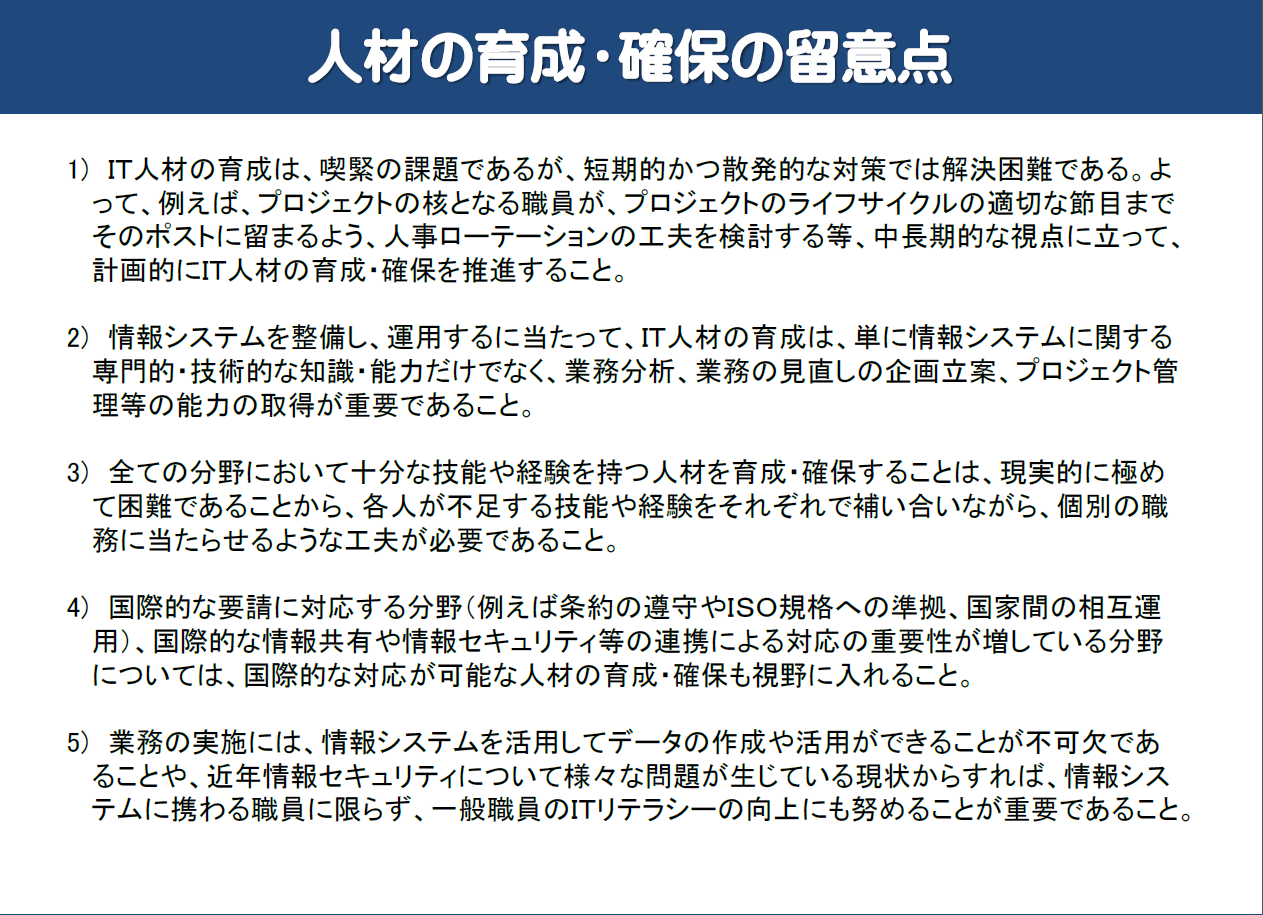 人材の育成・確保の留意点
1） IT人材の育成は、喫緊の課題であるが、短期的かつ散発的な対策では解決困難である。よ
って、例えば、プロジェクトの核となる職員が、プロジェクトのライフサイクルの適切な節目まで
そのポストに留まるよう、人事ローテーションの工夫を検討する等、中長期的な視点に立って、
計画的にIT人材の育成・確保を推進すること。
2） 情報システムを整備し、運用するに当たって、IT人材の育成は、単に情報システムに関する
専門的・技術的な知識・能力だけでなく、業務分析、業務の見直しの企画立案、プロジェクト管
理等の能力の取得が重要であること。
3） 全ての分野において十分な技能や経験を持つ人材を育成・確保することは、現実的に極め
て困難であることから、各人が不足する技能や経験をそれぞれで補い合いながら、個別の職
務に当たらせるような工夫が必要であること。
4） 国際的な要請に対応する分野（例えば条約の遵守やISO規格への準拠、国家間の相互運
用）、国際的な情報共有や情報セキュリティ等の連携による対応の重要性が増している分野
については、国際的な対応が可能な人材の育成・確保も視野に入れること。
5） 業務の実施には、情報システムを活用してデータの作成や活用ができることが不可欠であ
ることや、近年情報セキュリティについて様々な問題が生じている現状からすれば、情報シス
テムに携わる職員に限らず、一般職員のITリテラシーの向上にも努めることが重要であること。